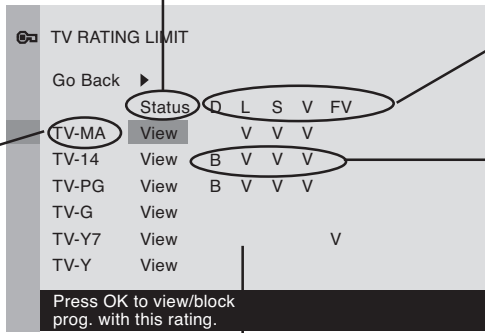 TV RATING LIMIT
Go Back
Status D L S V FV
TV-MA View V V V
TV-14 View B V V V
TV-PG View B V V V
TV-G View
TV-Y7 View V
TV-Y View
Press OK to view/block
prog. with this rating.